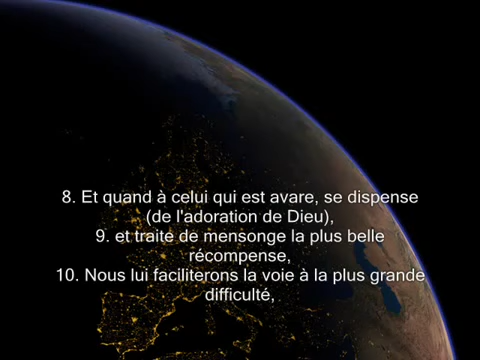 8. Et quand à celui qui est avare, se dispense
(de l'adoration de Dieu),
9. et traite de mensonge la plus belle
récompense,
10. Nous lui faciliterons la voie à la plus grande
difficulté,